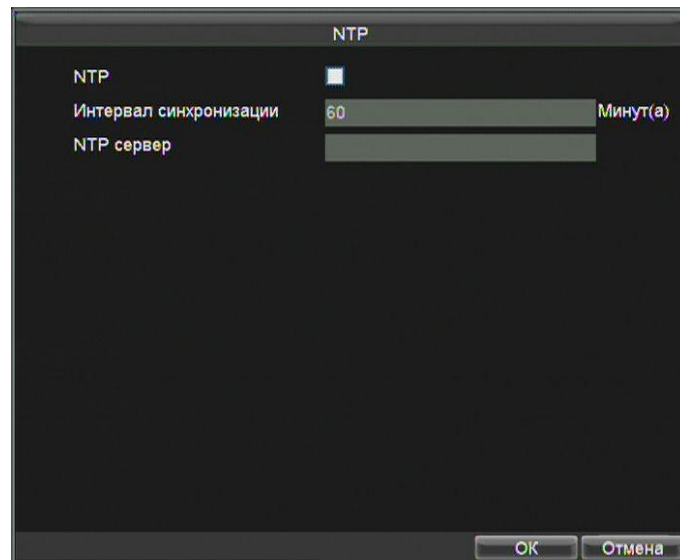 NTP
NTP
Интервал синхронизации 60 Минут(а)
NTP сервер
OK Отмена